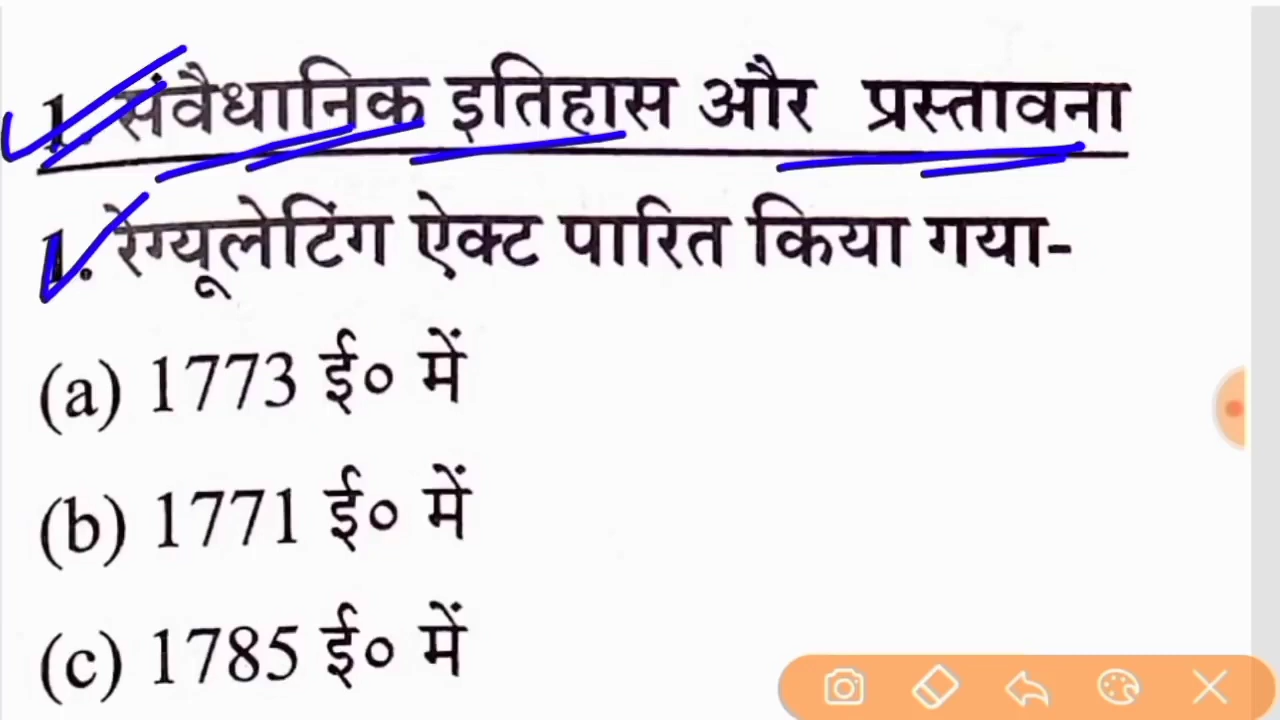 1. संवैधानिक इतिहास और प्रस्तावना
1. रेग्यूलेटिंग ऐक्ट पारित किया गया-
(a) 1773 ई० में
(b) 1771 ई० में
(c) 1785 ई० में